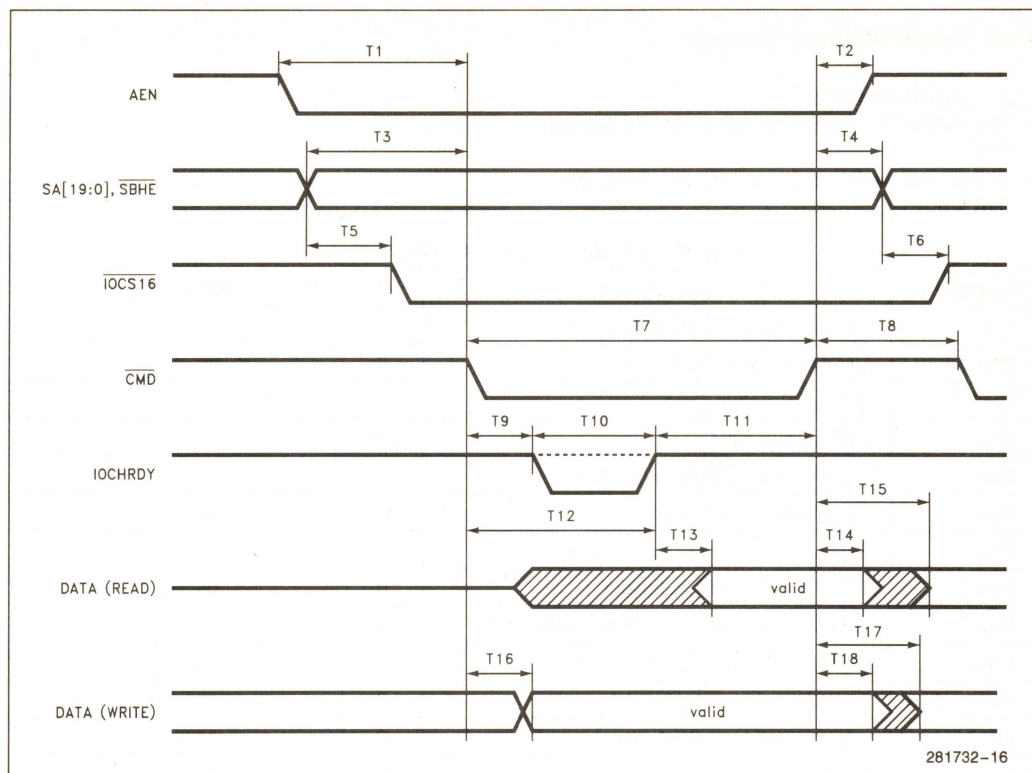 T1
T2
AEN
T3
T4
SA[19:0], SBHE
T5
T6
IOCS16
T7
T8
CMD
T9
T10
T11
IOCHRDY
T12
T13
T14
T15
DATA (READ)
valid
T16
T17
T18
DATA (WRITE)
valid
281732-16